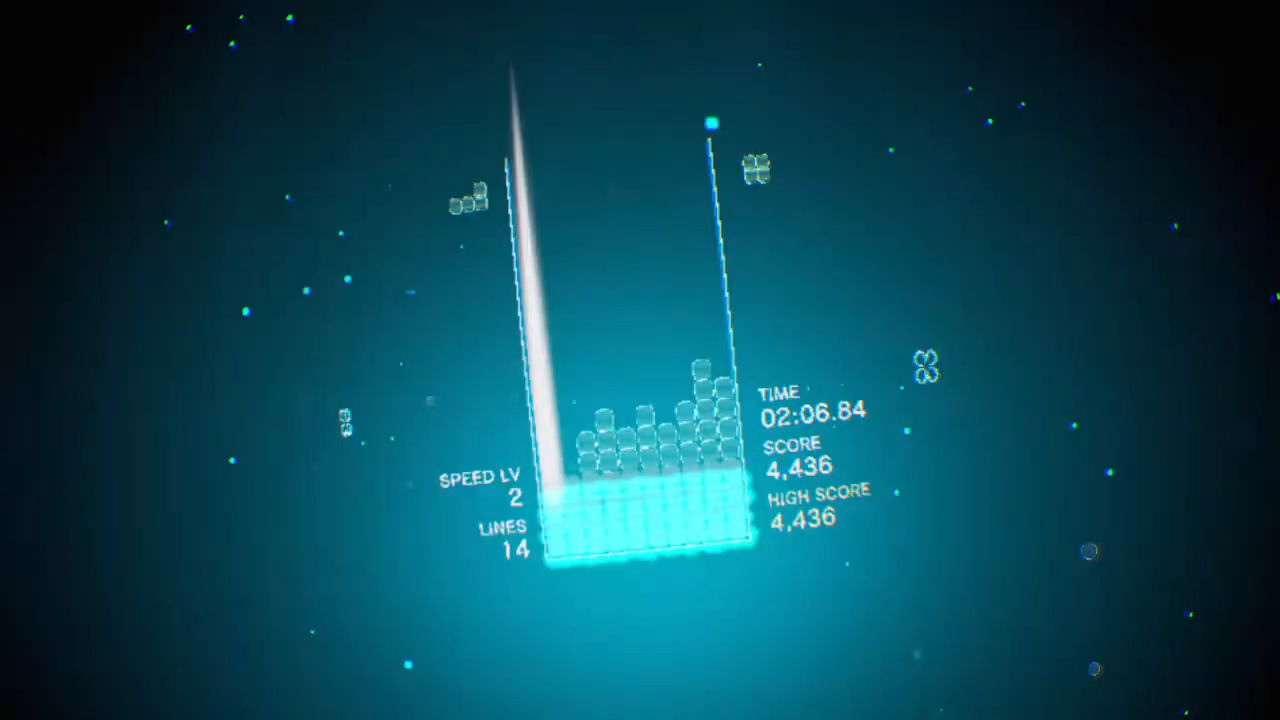 SPEED LV
2
LINES
14
TIME
02:06.84
SCORE
4,436
HIGH SCORE
4,436